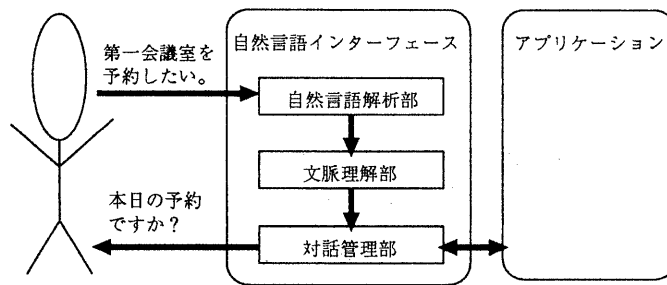 第一会議室を
予約したい。
自然言語インターフェース
アプリケーション
自然言語解析部
文脈理解部
本日の予約
ですか？
対話管理部